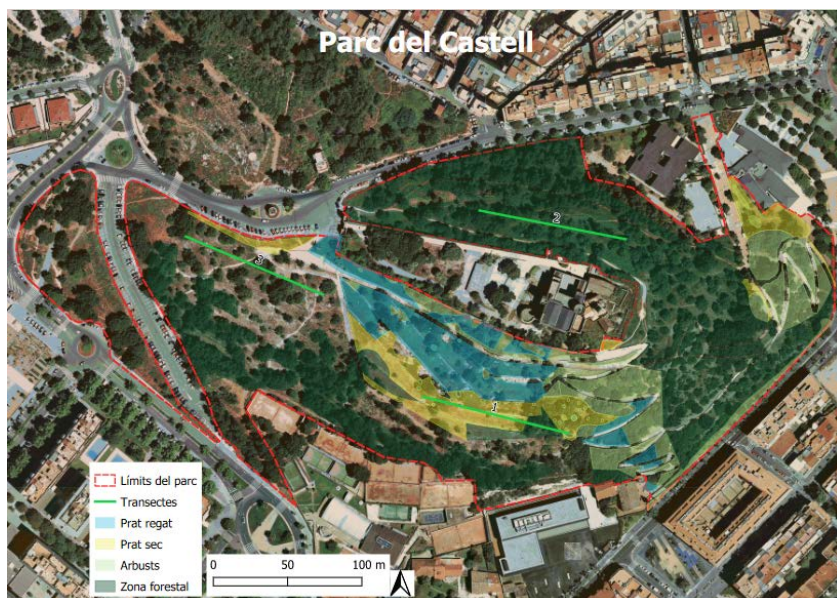 Parc del Castell
2
3
1
Límits del parc
Transectes
Prat regat
Prat sec
Arbusts
Zona forestal
0 50 100 m